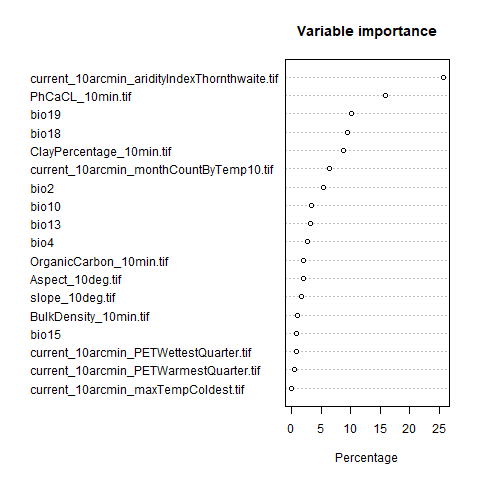 Variable importance
current_10arcmin_aridityIndexThornthwaite.tif
PhCaCL_10min.tif
bio19
bio18
ClayPercentage_10min.tif
current_10arcmin_monthCountByTemp10.tif
bio2
bio10
bio13
bio4
OrganicCarbon_10min.tif
Aspect_10deg.tif
slope_10deg.tif
BulkDensity_10min.tif
bio15
current_10arcmin_PETWettestQuarter.tif
current_10arcmin_PETWarmestQuarter.tif
current_10arcmin_maxTempColdest.tif
0 5 10 15 20 25
Percentage